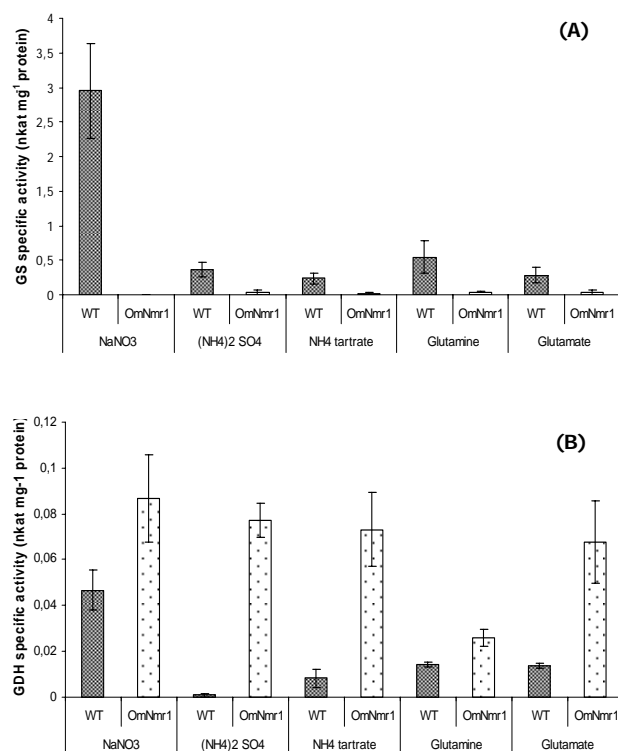 (A)
GS specific activity (nkat mg¹ protein)
4
3,5
3
2,5
2
1,5
1
0,5
0
WT OmNmr1 WT OmNmr1 WT OmNmr1 WT OmNmr1 WT OmNmr1
NaNO3 (NH4)2 SO4 NH4 tartrate Glutamine Glutamate
(B)
GDH specific activity (nkat mg-1 protein)
0,12
0,1
0,08
0,06
0,04
0,02
0
WT OmNmr1 WT OmNmr1 WT OmNmr1 WT OmNmr1 WT OmNmr1
NaNO3 (NH4)2 SO4 NH4 tartrate Glutamine Glutamate